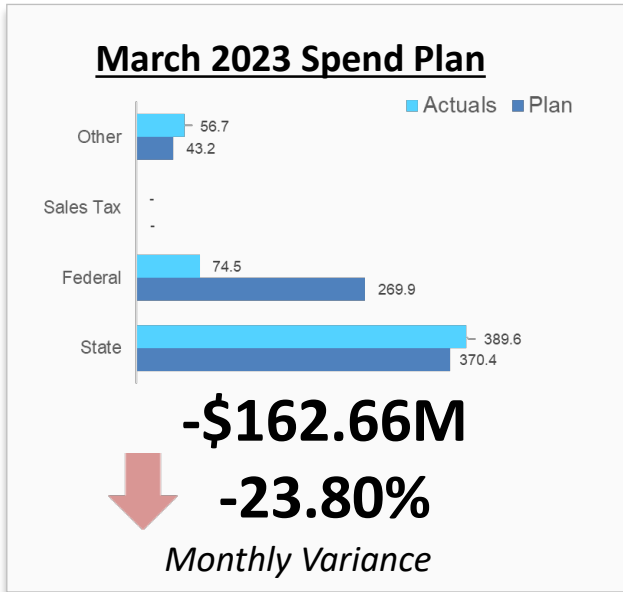 March 2023 Spend Plan
Actuals Plan
Other
56.7
43.2
Sales Tax
-
-
Federal
74.5
269.9
State
389.6
370.4
-$162.66M
-23.80%
Monthly Variance